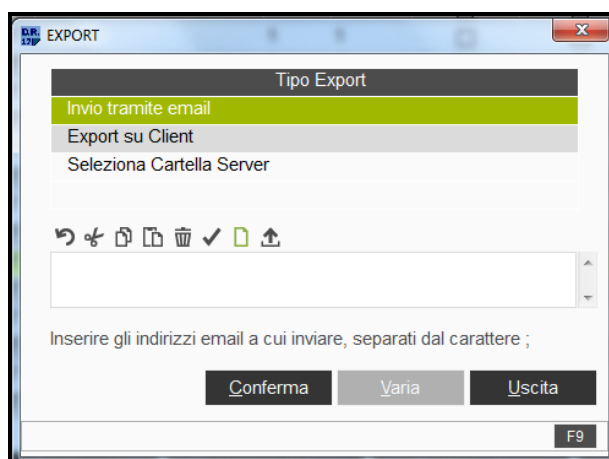 D.R.
178 EXPORT
Tipo Export
Invio tramite email
Export su Client
Seleziona Cartella Server
Inserire gli indirizzi email a cui inviare, separati dal carattere ;
Conferma Varia Uscita
F9